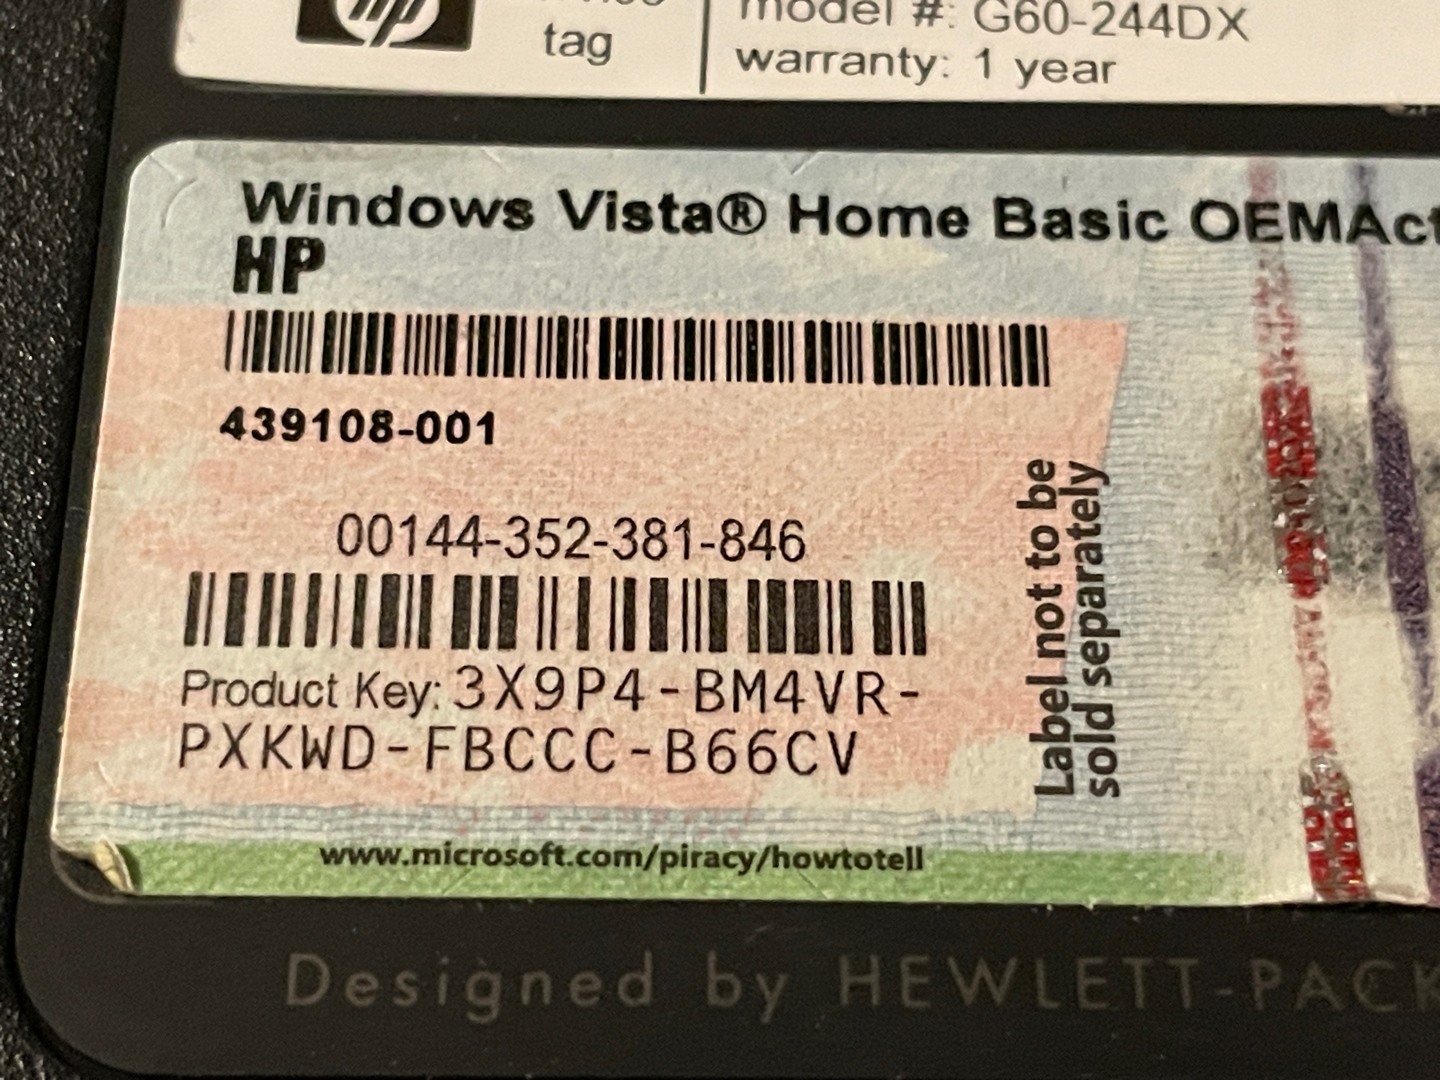 hp
tag
model #: G60-244DX
warranty: 1 year
Windows Vista® Home Basic OEMAct
HP
439108-001
00144-352-381-846
Product Key: 3X9P4-BM4VR-
PXKWD-FBCCC-B66CV
Label not to be
sold separately
www.microsoft.com/piracy/howtotell
Designed by HEWLETT-PACK